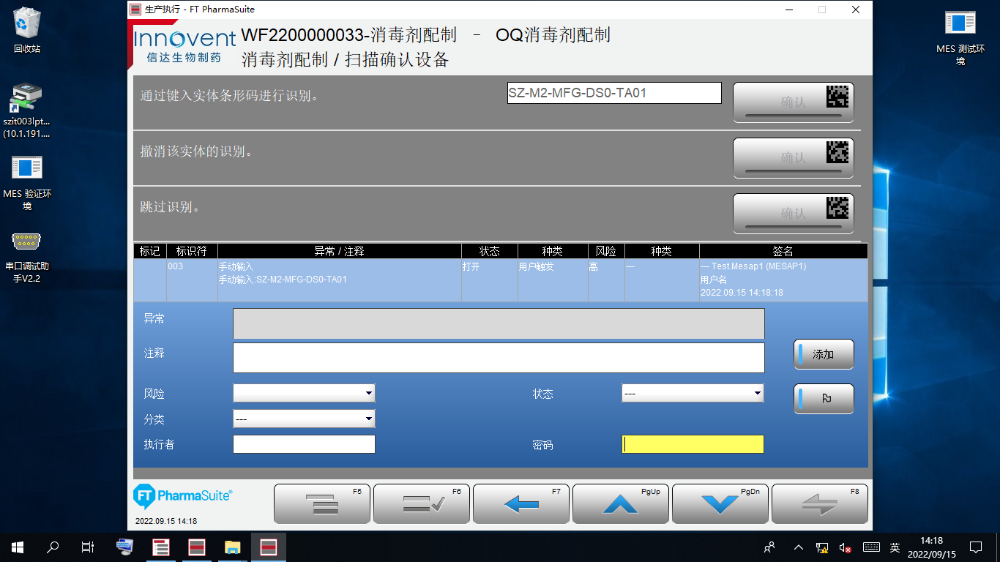 生产执行 - FT PharmaSuite
回收站
szit003lpt...
(10.1.191....
MES 验证环
境
串口调试助
手V2.2
MES 测试环
境
Innovent
信达生物制药
WF2200000033-消毒剂配制 - OQ消毒剂配制
消毒剂配制 / 扫描确认设备
通过键入实体条形码进行识别。
SZ-M2-MFG-DS0-TA01
确认
撤消该实体的识别。
确认
跳过识别。
确认
标记 标识符 异常 / 注释 状态 种类 风险 种类 签名
003 手动输入 打开 用户触发 高 --- --- Test.Mesap1 (MESAP1)
手动输入:SZ-M2-MFG-DS0-TA01 用户名
2022.09.15 14:18:18
异常
注释
添加
风险
状态 ---
分类 ---
执行者
密码
FT PharmaSuite®
2022.09.15 14:18
F5
F6
F7
PgUp
PgDn
F8
英
14:18
2022/09/15